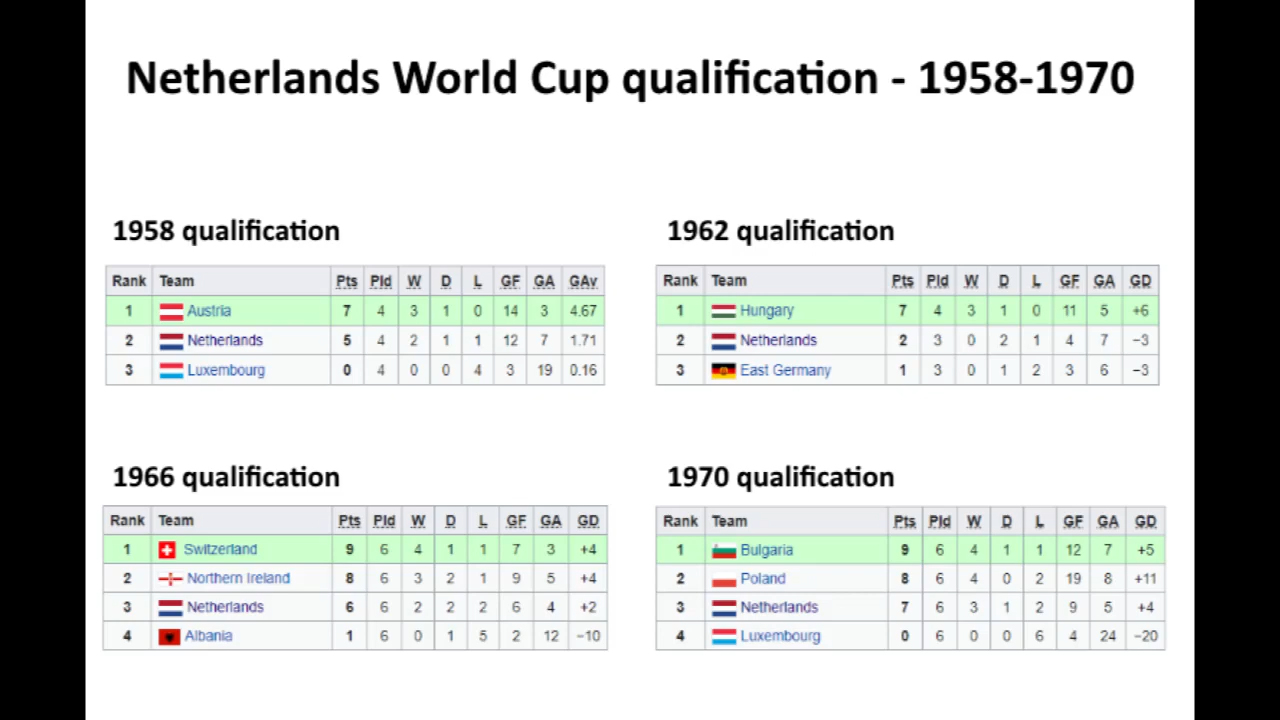 Netherlands World Cup qualification - 1958-1970
1958 qualification
Rank Team Pts Pld W D L GF GA GAv
1 Austria 7 4 3 1 0 14 3 4.67
2 Netherlands 5 4 2 1 1 12 7 1.71
3 Luxembourg 0 4 0 0 4 3 19 0.16
1962 qualification
Rank Team Pts Pld W D L GF GA GD
1 Hungary 7 4 3 1 0 11 5 +6
2 Netherlands 2 3 0 2 1 4 7 −3
3 East Germany 1 3 0 1 2 3 6 −3
1966 qualification
Rank Team Pts Pld W D L GF GA GD
1 Switzerland 9 6 4 1 1 7 3 +4
2 Northern Ireland 8 6 3 2 1 9 5 +4
3 Netherlands 6 6 2 2 2 6 4 +2
4 Albania 1 6 0 1 5 2 12 −10
1970 qualification
Rank Team Pts Pld W D L GF GA GD
1 Bulgaria 9 6 4 1 1 12 7 +5
2 Poland 8 6 4 0 2 19 8 +11
3 Netherlands 7 6 3 1 2 9 5 +4
4 Luxembourg 0 6 0 0 6 4 24 −20